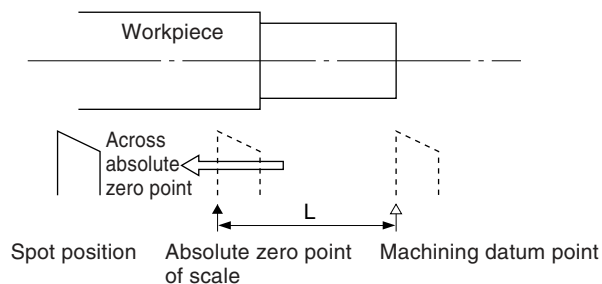 Workpiece
Across
absolute
zero point
L
Spot position
Absolute zero point
of scale
Machining datum point